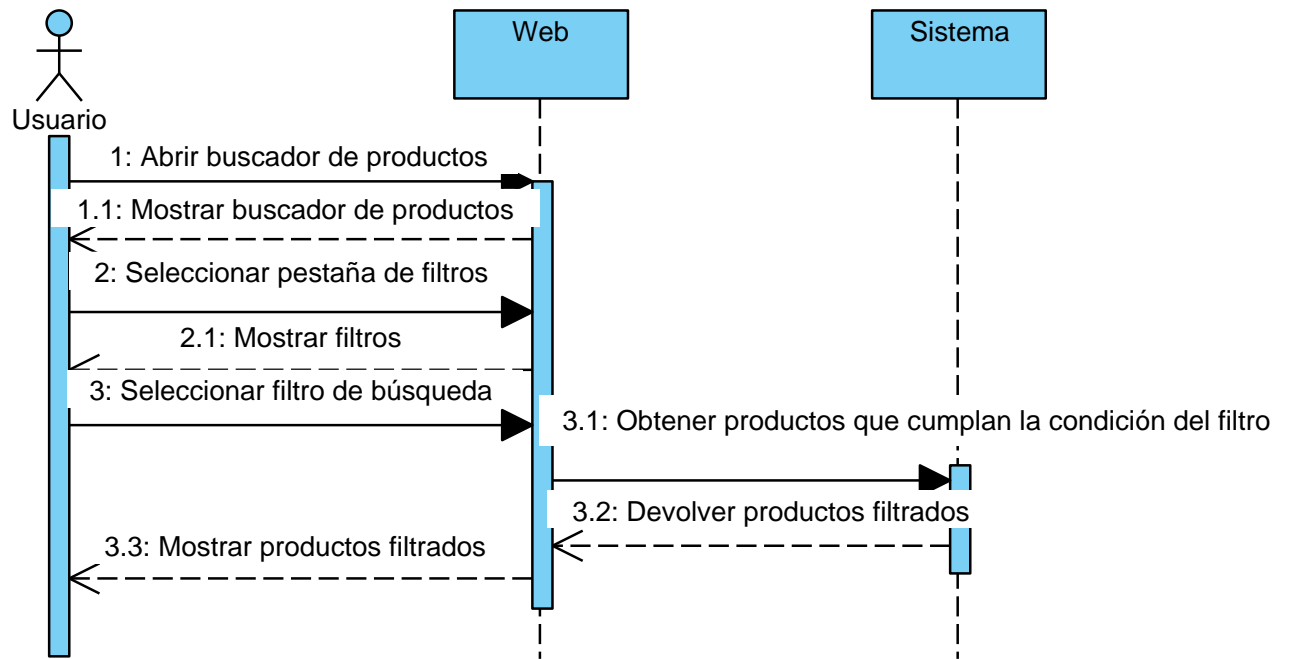 Web
Sistema
Usuario
1: Abrir buscador de productos
1.1: Mostrar buscador de productos
2: Seleccionar pestaña de filtros
2.1: Mostrar filtros
3: Seleccionar filtro de búsqueda
3.1: Obtener productos que cumplan la condición del filtro
3.2: Devolver productos filtrados
3.3: Mostrar productos filtrados